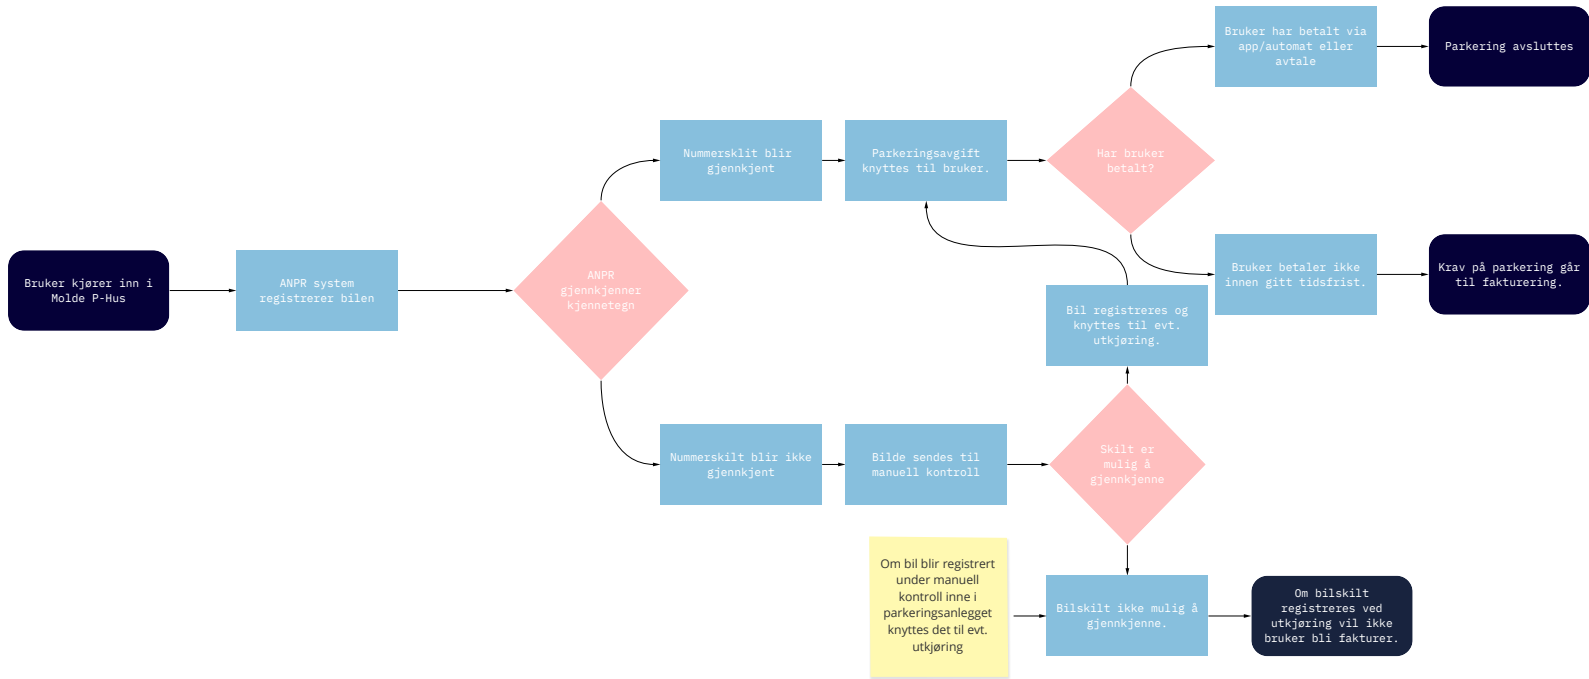 Bruker kjører inn i
Molde P-Hus
ANPR system
registrerer bilen
ANPR
gjennkjenner
kjennetegn
Nummersklit blir
gjennkjent
Parkeringsavgift
knyttes til bruker.
Har bruker
betalt?
Bruker har betalt via
app/automat eller
avtale
Parkering avsluttes
Bruker betaler ikke
innen gitt tidsfrist.
Krav på parkering går
til fakturering.
Nummerskilt blir ikke
gjennkjent
Bilde sendes til
manuell kontroll
Skilt er
mulig å
gjennkjenne
Bil registreres og
knyttes til evt.
utkjøring.
Om bil blir registrert
under manuell
kontroll inne i
parkeringsanlegget
knyttes det til evt.
utkjøring
Bilskilt ikke mulig å
gjennkjenne.
Om bilskilt
registreres ved
utkjøring vil ikke
bruker bli fakturer.